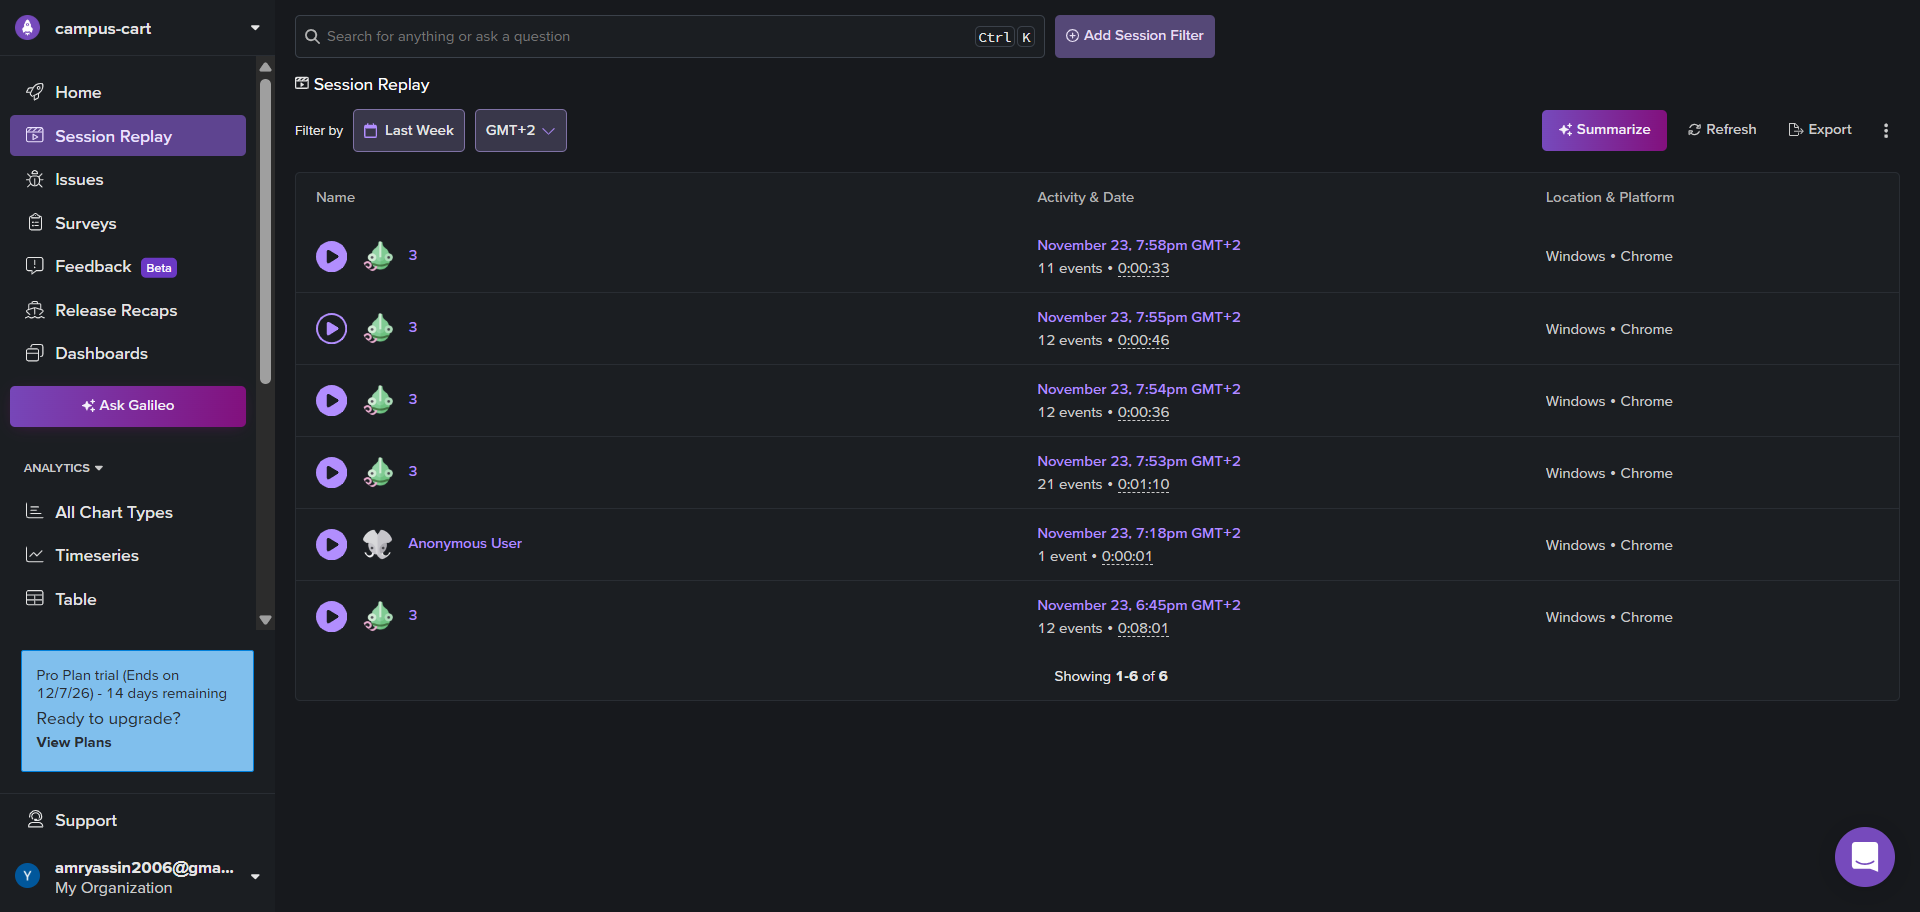 campus-cart
Search for anything or ask a question
Ctrl K
Add Session Filter
Home
Session Replay
Issues
Surveys
Feedback Beta
Release Recaps
Dashboards
Ask Galileo
ANALYTICS
All Chart Types
Timeseries
Table
Pro Plan trial (Ends on
12/7/26) - 14 days remaining
Ready to upgrade?
View Plans
Support
Y
amryassin2006@gma...
My Organization
Session Replay
Filter by
Last Week
GMT+2
Summarize
Refresh
Export
Name
Activity & Date
Location & Platform
3
November 23, 7:58pm GMT+2
11 events • 0:00:33
Windows • Chrome
3
November 23, 7:55pm GMT+2
12 events • 0:00:46
Windows • Chrome
3
November 23, 7:54pm GMT+2
12 events • 0:00:36
Windows • Chrome
3
November 23, 7:53pm GMT+2
21 events • 0:01:10
Windows • Chrome
Anonymous User
November 23, 7:18pm GMT+2
1 event • 0:00:01
Windows • Chrome
3
November 23, 6:45pm GMT+2
12 events • 0:08:01
Windows • Chrome
Showing 1-6 of 6